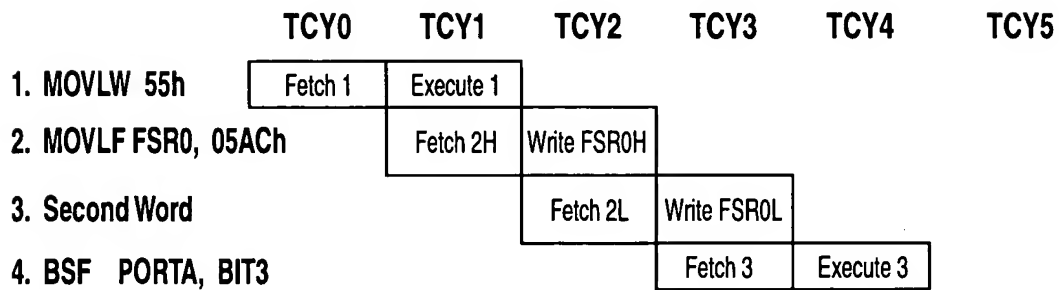 TCY0 TCY1 TCY2 TCY3 TCY4 TCY5
1. MOVLW 55h Fetch 1 Execute 1
2. MOVLF FSR0, 05ACh Fetch 2H Write FSR0H
3. Second Word Fetch 2L Write FSR0L
4. BSF PORTA, BIT3 Fetch 3 Execute 3